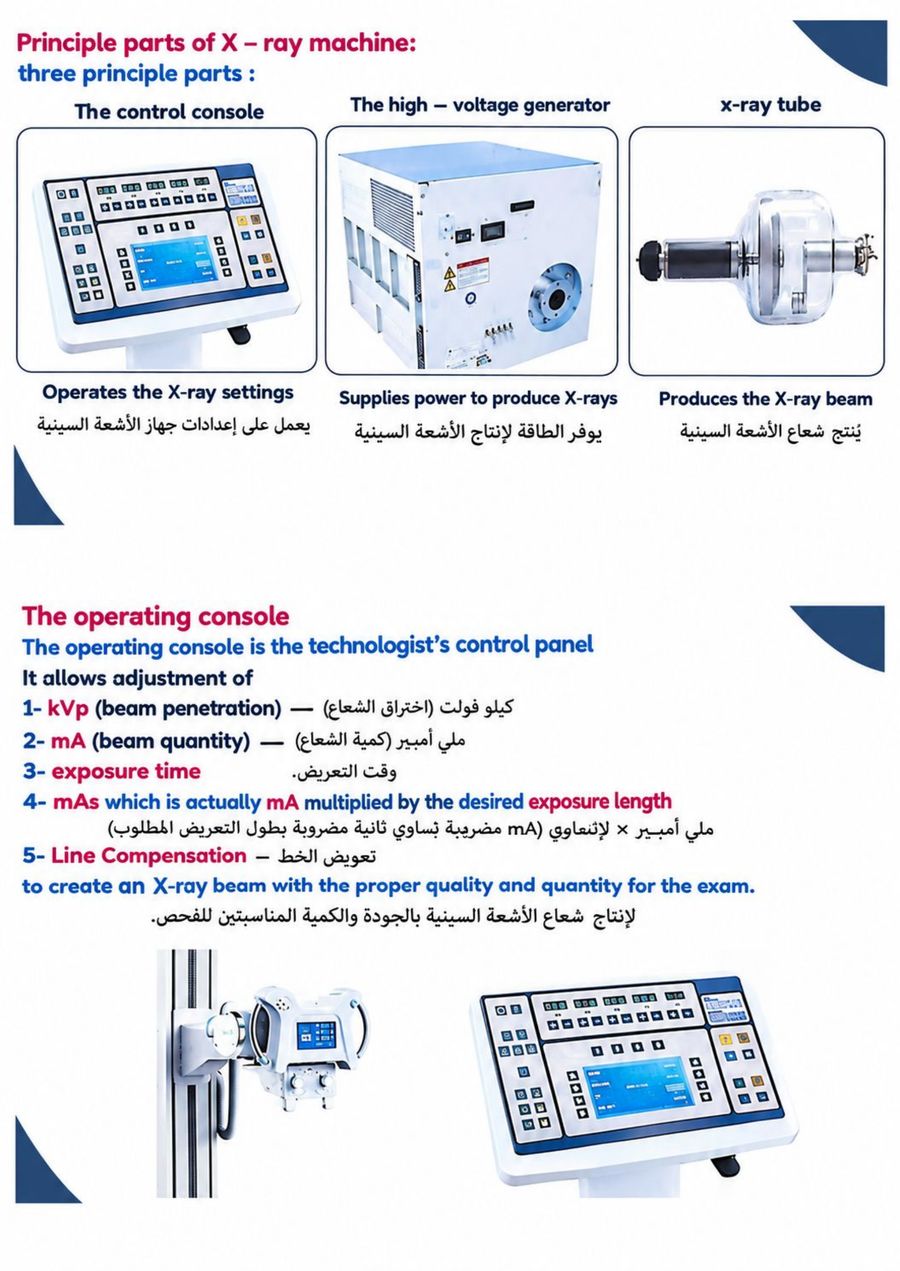 Principle parts of X – ray machine:
three principle parts :
The control console
The high – voltage generator
x-ray tube
Operates the X-ray settings
يعمل على إعدادات جهاز الأشعة السينية
Supplies power to produce X-rays
يوفر الطاقة لإنتاج الأشعة السينية
Produces the X-ray beam
يُنتج شعاع الأشعة السينية
The operating console
The operating console is the technologist's control panel
It allows adjustment of
1- kVp (beam penetration) — كيلو فولت (اختراق الشعاع)
2- mA (beam quantity) — ملي أمبير (كمية الشعاع)
3- exposure time وقت التعريض.
4- mAs which is actually mA multiplied by the desired exposure length
ملي أمبير × (mA تساوي ثانية مضروبة بطول التعريض المطلوب)
5- Line Compensation – تعويض الخط
to create an X-ray beam with the proper quality and quantity for the exam.
لإنتاج شعاع الأشعة السينية بالجودة والكمية المناسبتين للفحص.